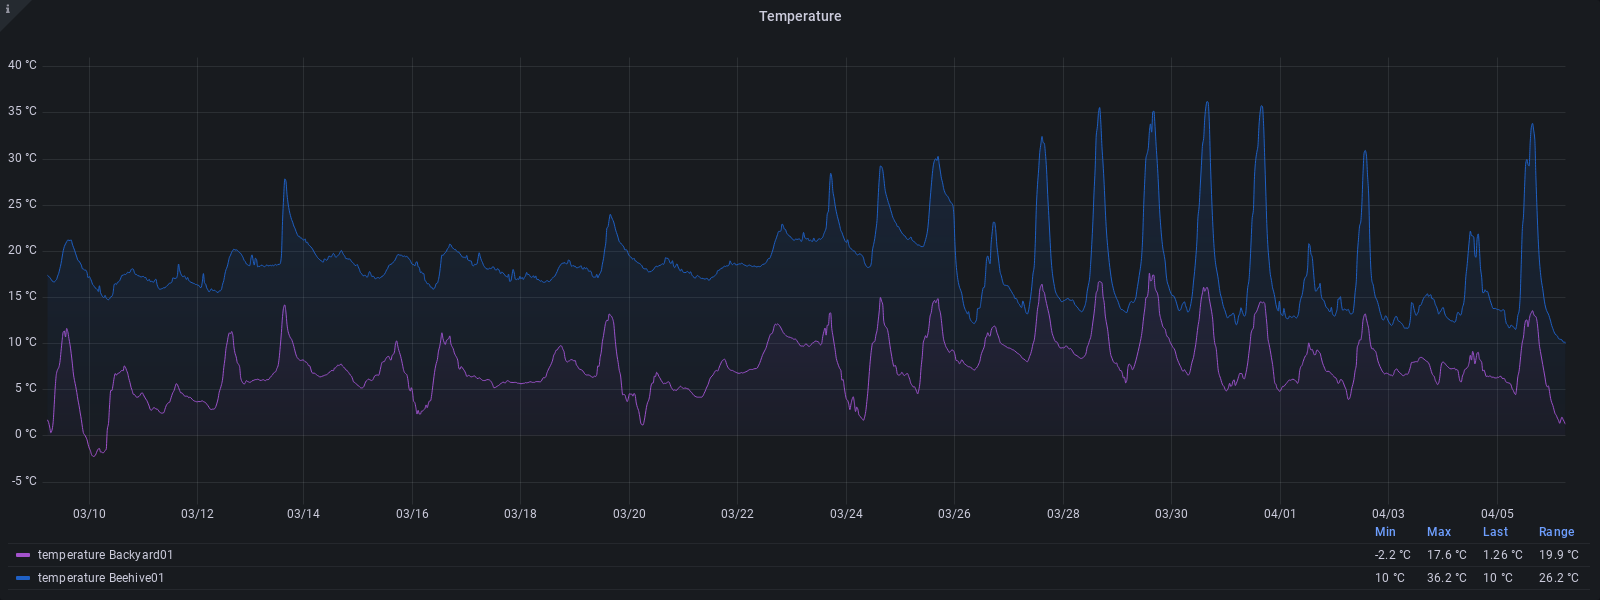 i
Temperature
40 °C
35 °C
30 °C
25 °C
20 °C
15 °C
10 °C
5 °C
0 °C
-5 °C
03/10 03/12 03/14 03/16 03/18 03/20 03/22 03/24 03/26 03/28 03/30 04/01 04/03 04/05
Min Max Last Range
temperature Backyard01 -2.2 °C 17.6 °C 1.26 °C 19.9 °C
temperature Beehive01 10 °C 36.2 °C 10 °C 26.2 °C